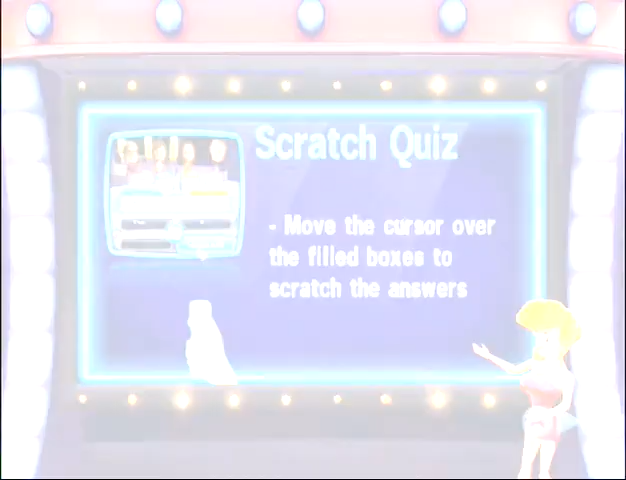 Scratch Quiz
- Move the cursor over
the filled boxes to
scratch the answers